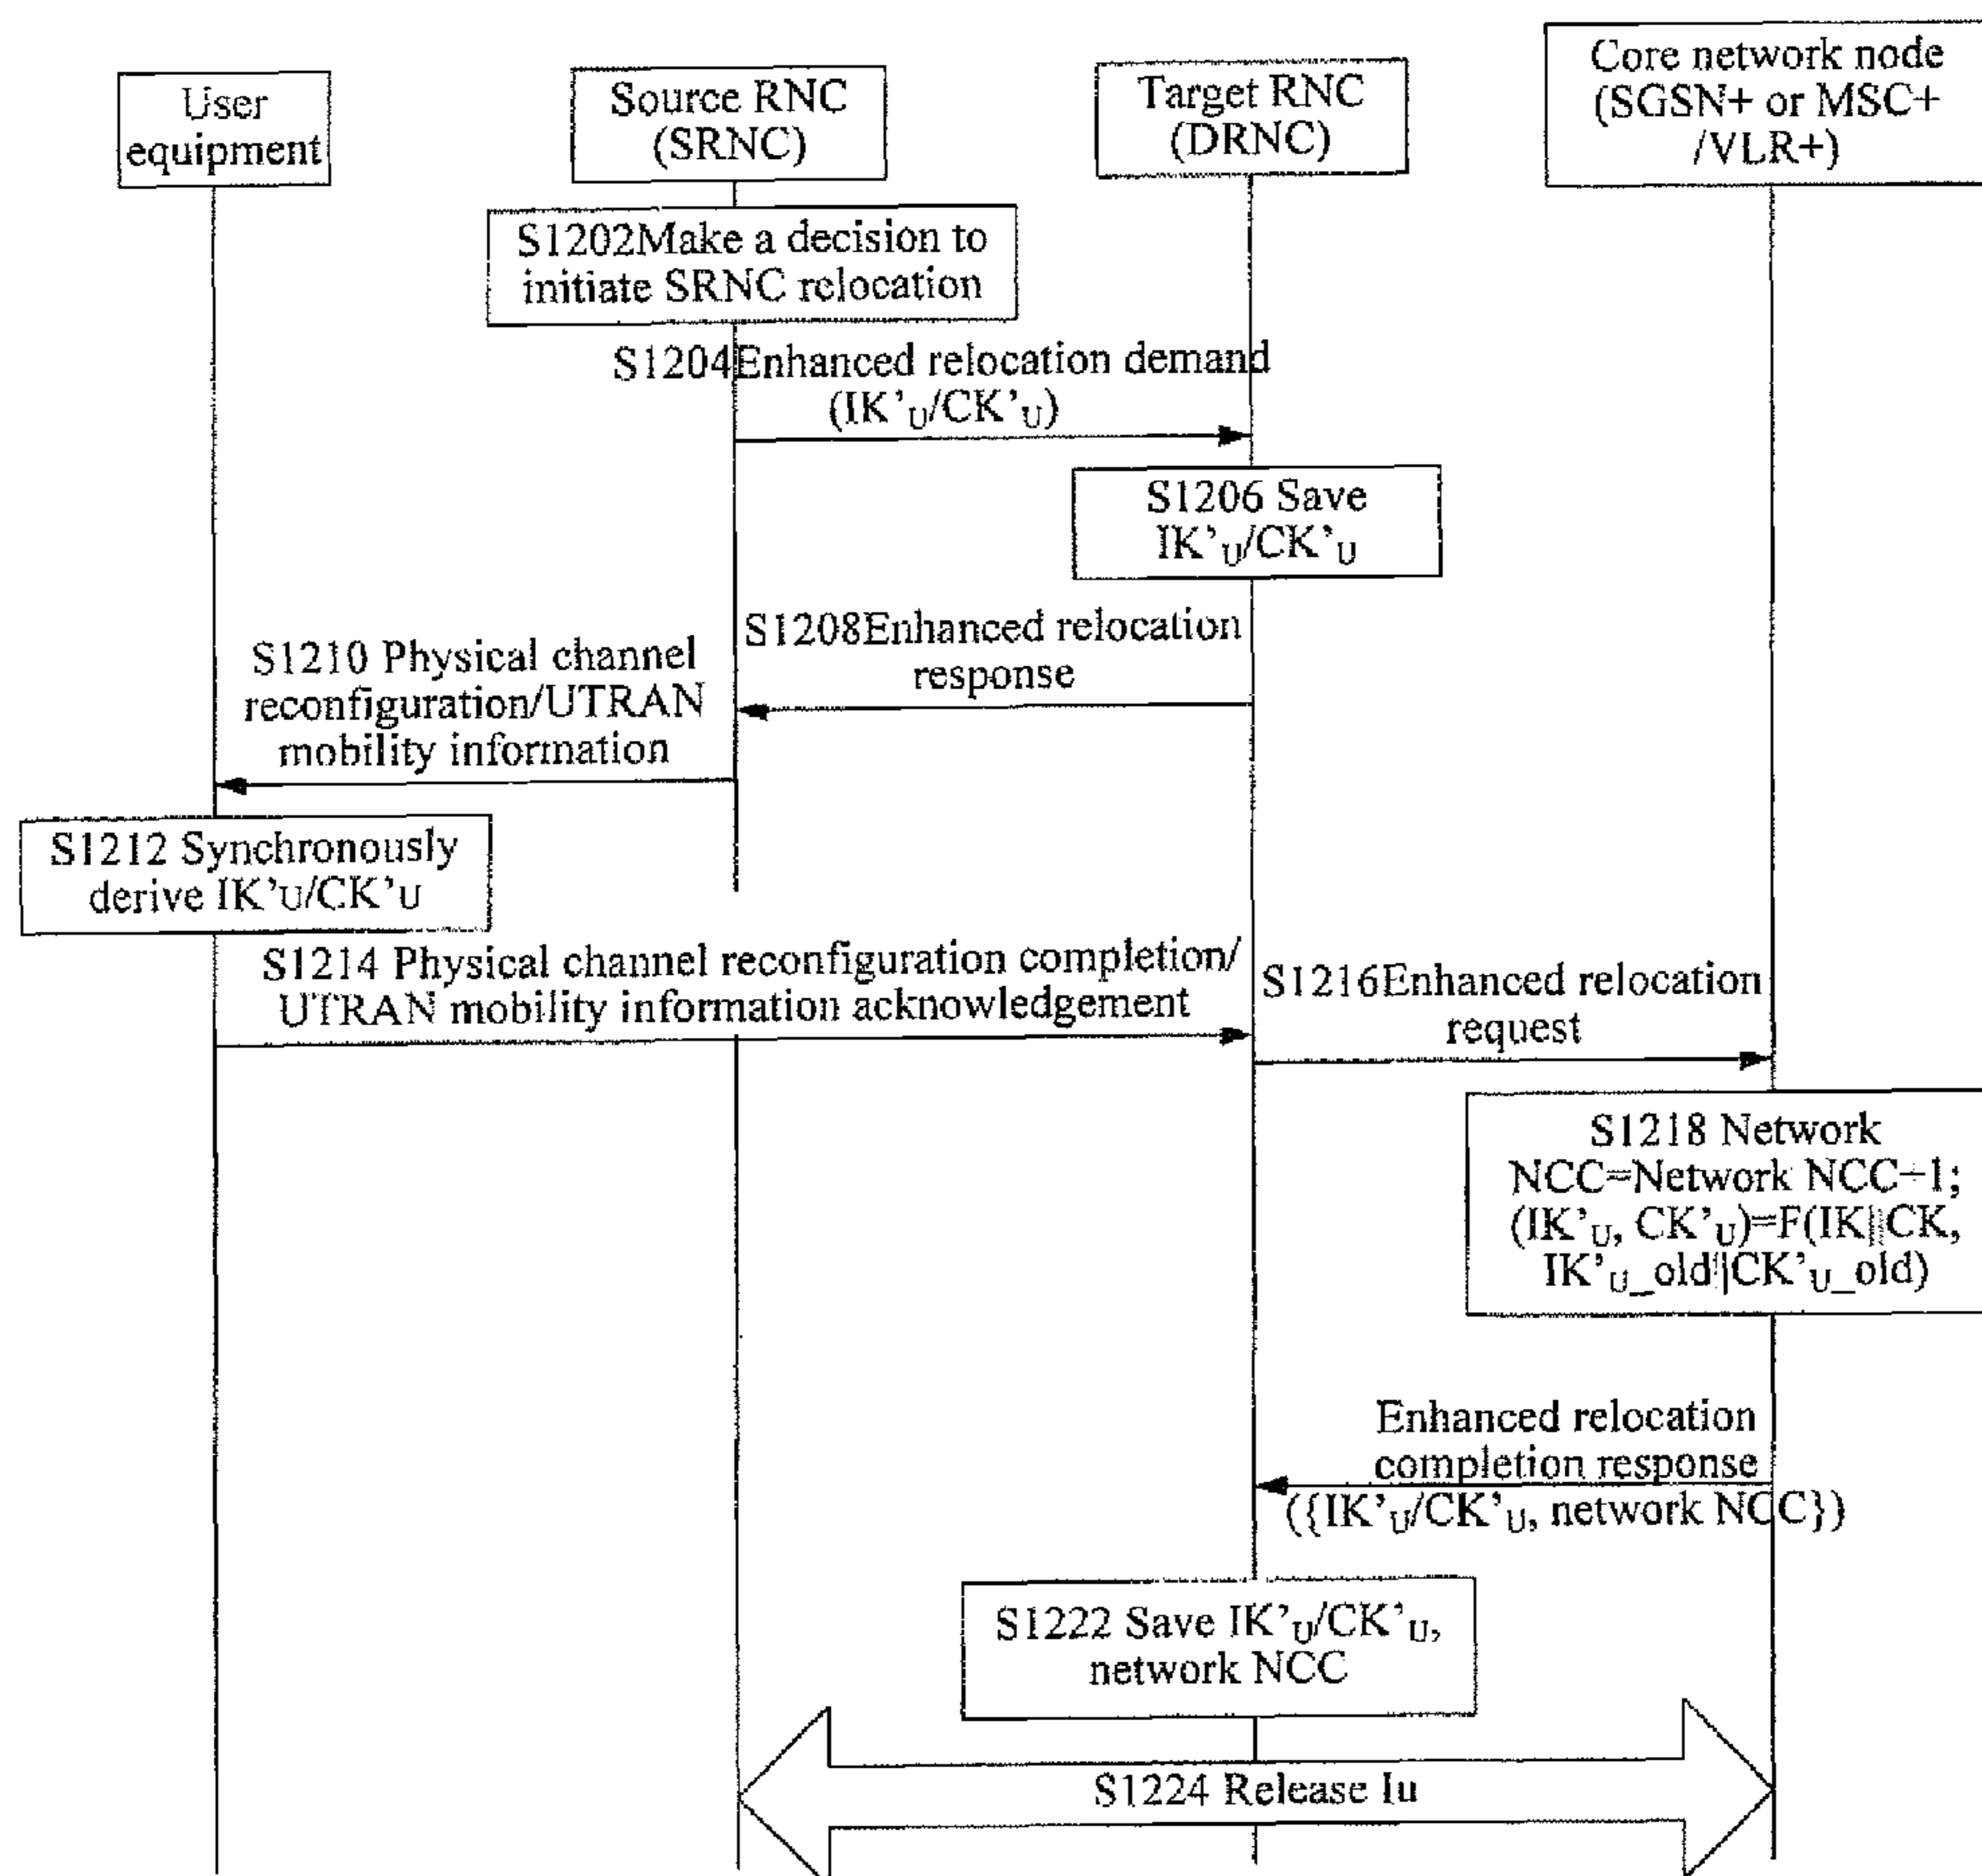 User
equipment
Source RNC
(SRNC)
Target RNC
(DRNC)
Core network node
(SGSN+ or MSC+
/VLR+)
S1202Make a decision to
initiate SRNC relocation
S1204Enhanced relocation demand
(IK’U/CK’U)
S1206 Save
IK’U/CK’U
S1208Enhanced relocation
response
S1210 Physical channel
reconfiguration/UTRAN
mobility information
S1212 Synchronously
derive IK’U/CK’U
S1214 Physical channel reconfiguration completion/
UTRAN mobility information acknowledgement
S1216Enhanced relocation
request
S1218 Network
NCC=Network NCC+1;
(IK’U, CK’U)=F(IK||CK,
IK’U_old||CK’U_old)
Enhanced relocation
completion response
({IK’U/CK’U, network NCC})
S1222 Save IK’U/CK’U,
network NCC
S1224 Release Iu